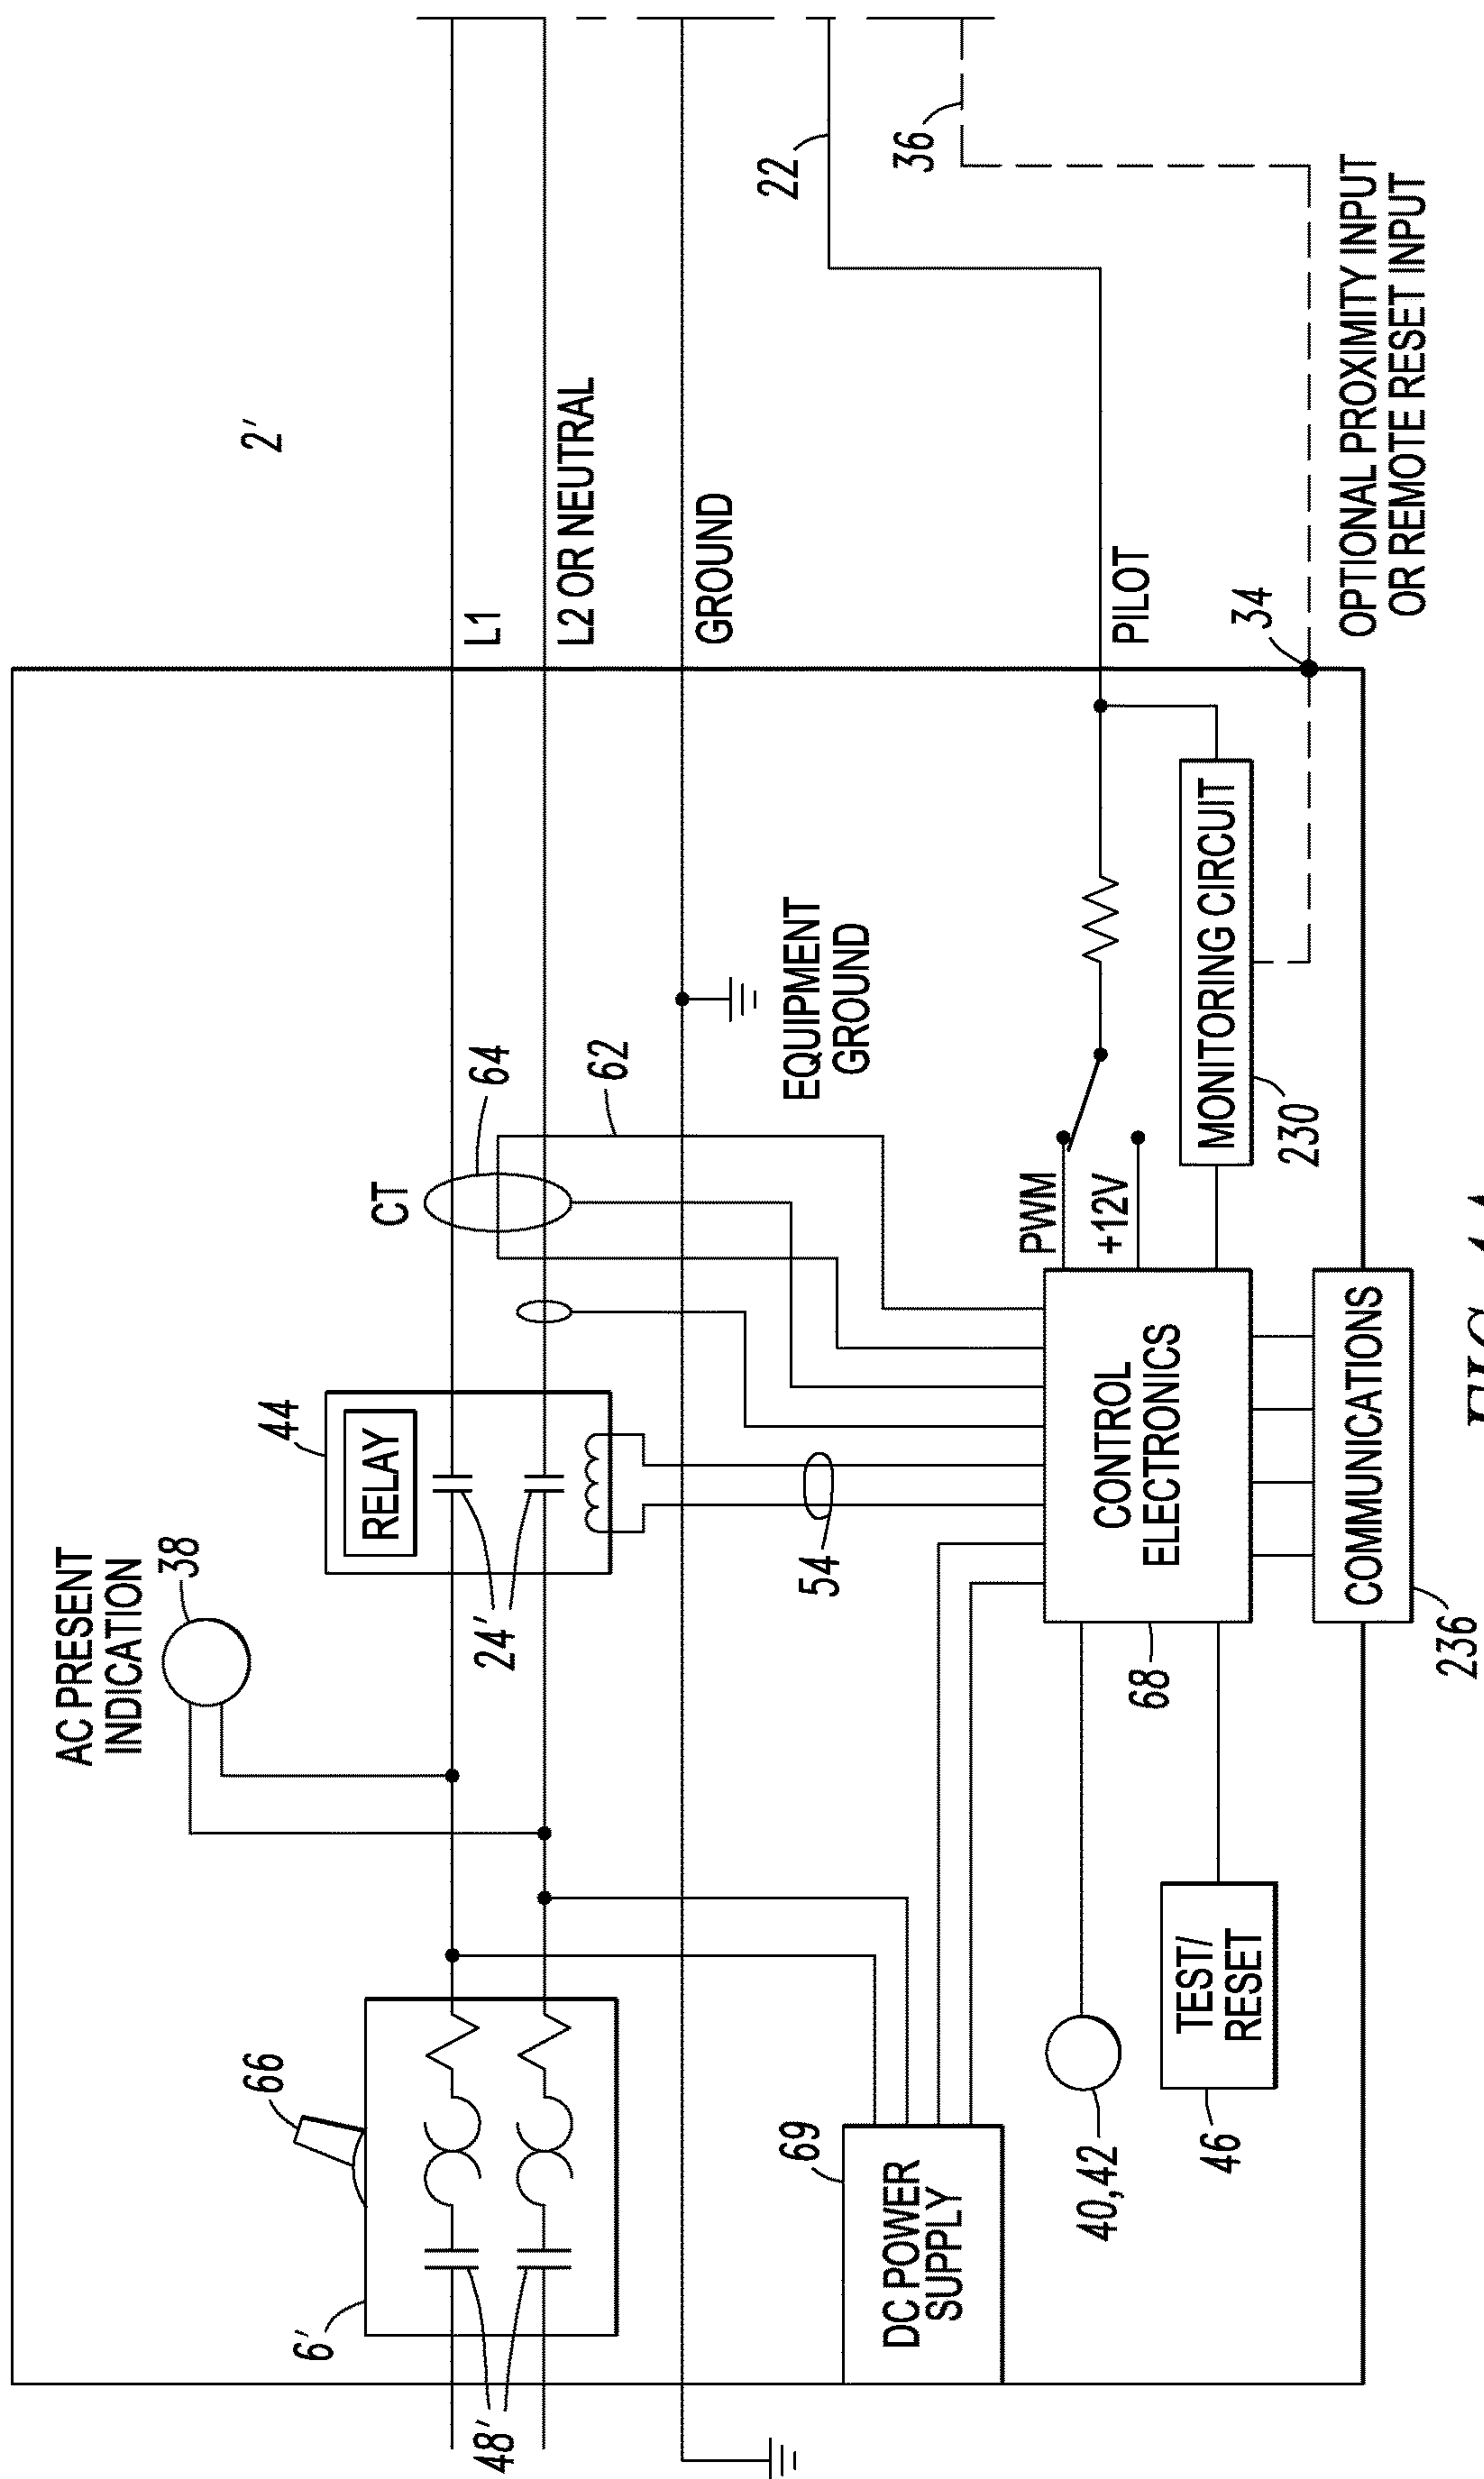 2'
AC PRESENT
INDICATION
38
44
RELAY
CT
64
62
L1
L2 OR NEUTRAL
GROUND
22
36
66
6'
48'
24'
54
EQUIPMENT
GROUND
PILOT
69
DC POWER
SUPPLY
40,42
TEST/
RESET
46
68
CONTROL
ELECTRONICS
PWM
+12V
MONITORING CIRCUIT
230
34
OPTIONAL PROXIMITY INPUT
OR REMOTE RESET INPUT
COMMUNICATIONS
236